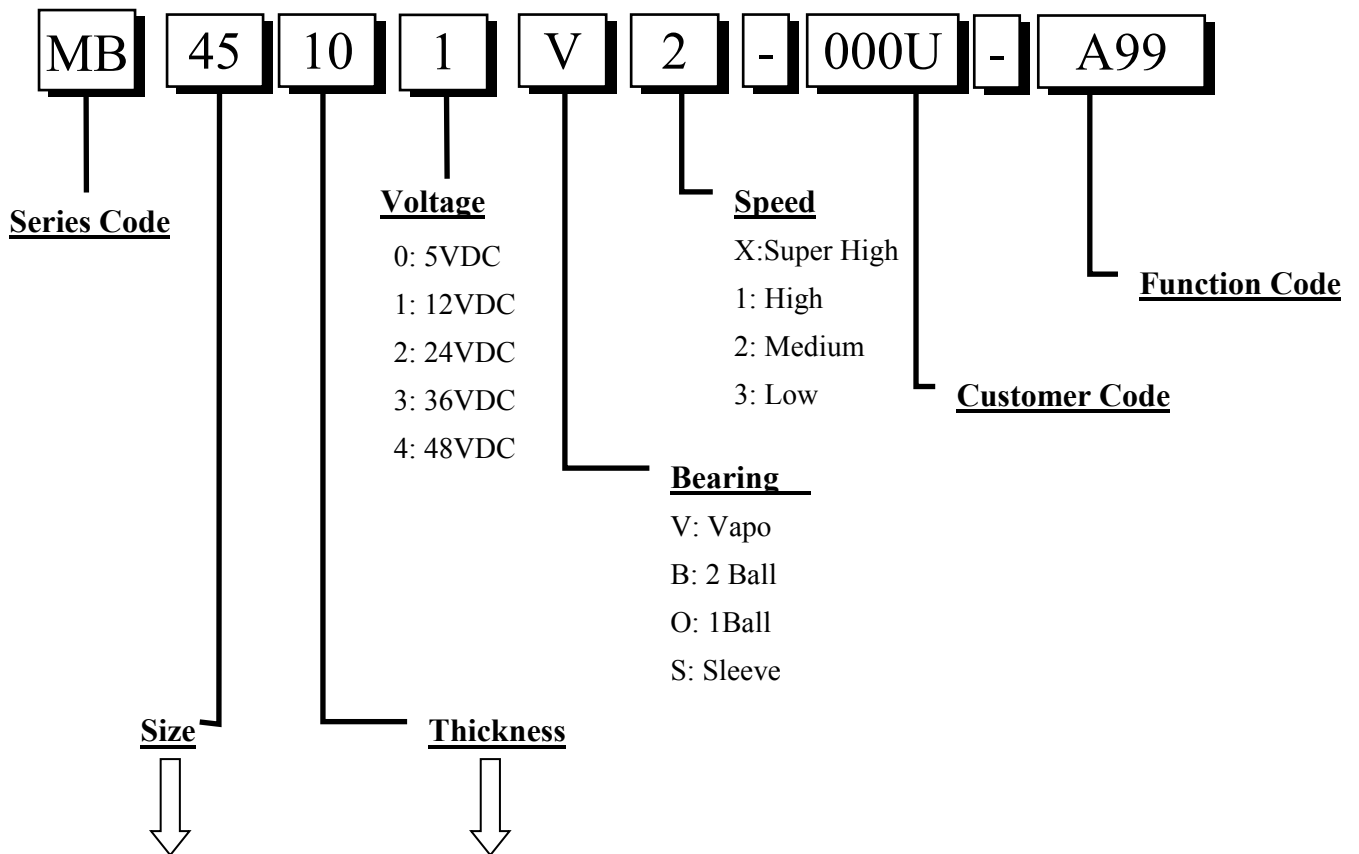 MB 45 10 1 V 2 - 000U - A99
Series Code
Voltage
0: 5VDC
1: 12VDC
2: 24VDC
3: 36VDC
4: 48VDC
Speed
X:Super High
1: High
2: Medium
3: Low
Function Code
Customer Code
Bearing
V: Vapo
B: 2 Ball
O: 1Ball
S: Sleeve
Size
Thickness